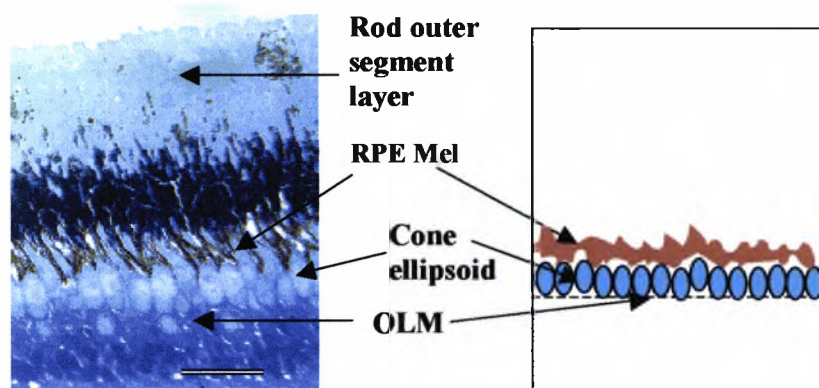 Rod outer
segment
layer
RPE Mel
Cone
ellipsoid
OLM